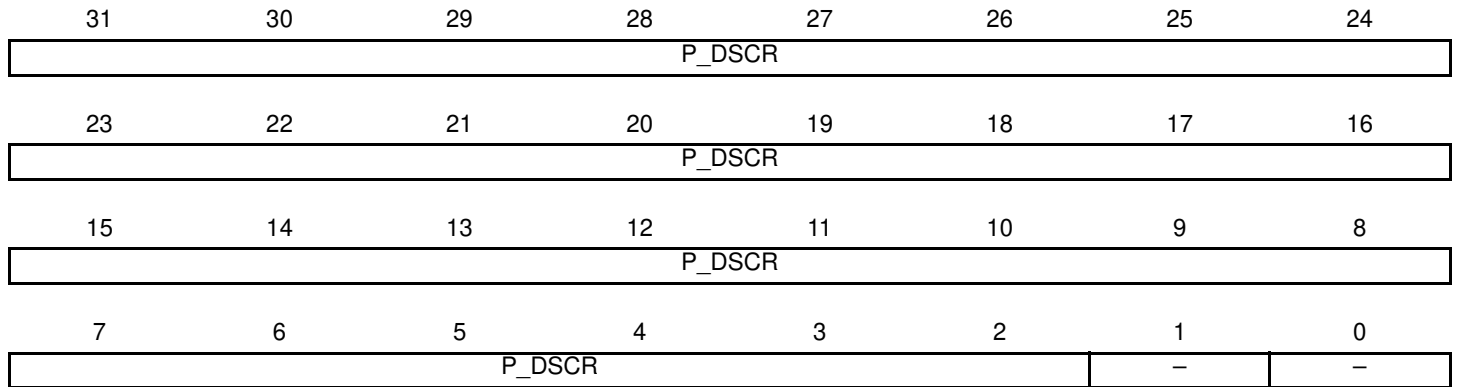 31 30 29 28 27 26 25 24
P_DSCR
23 22 21 20 19 18 17 16
P_DSCR
15 14 13 12 11 10 9 8
P_DSCR
7 6 5 4 3 2 1 0
P_DSCR – –